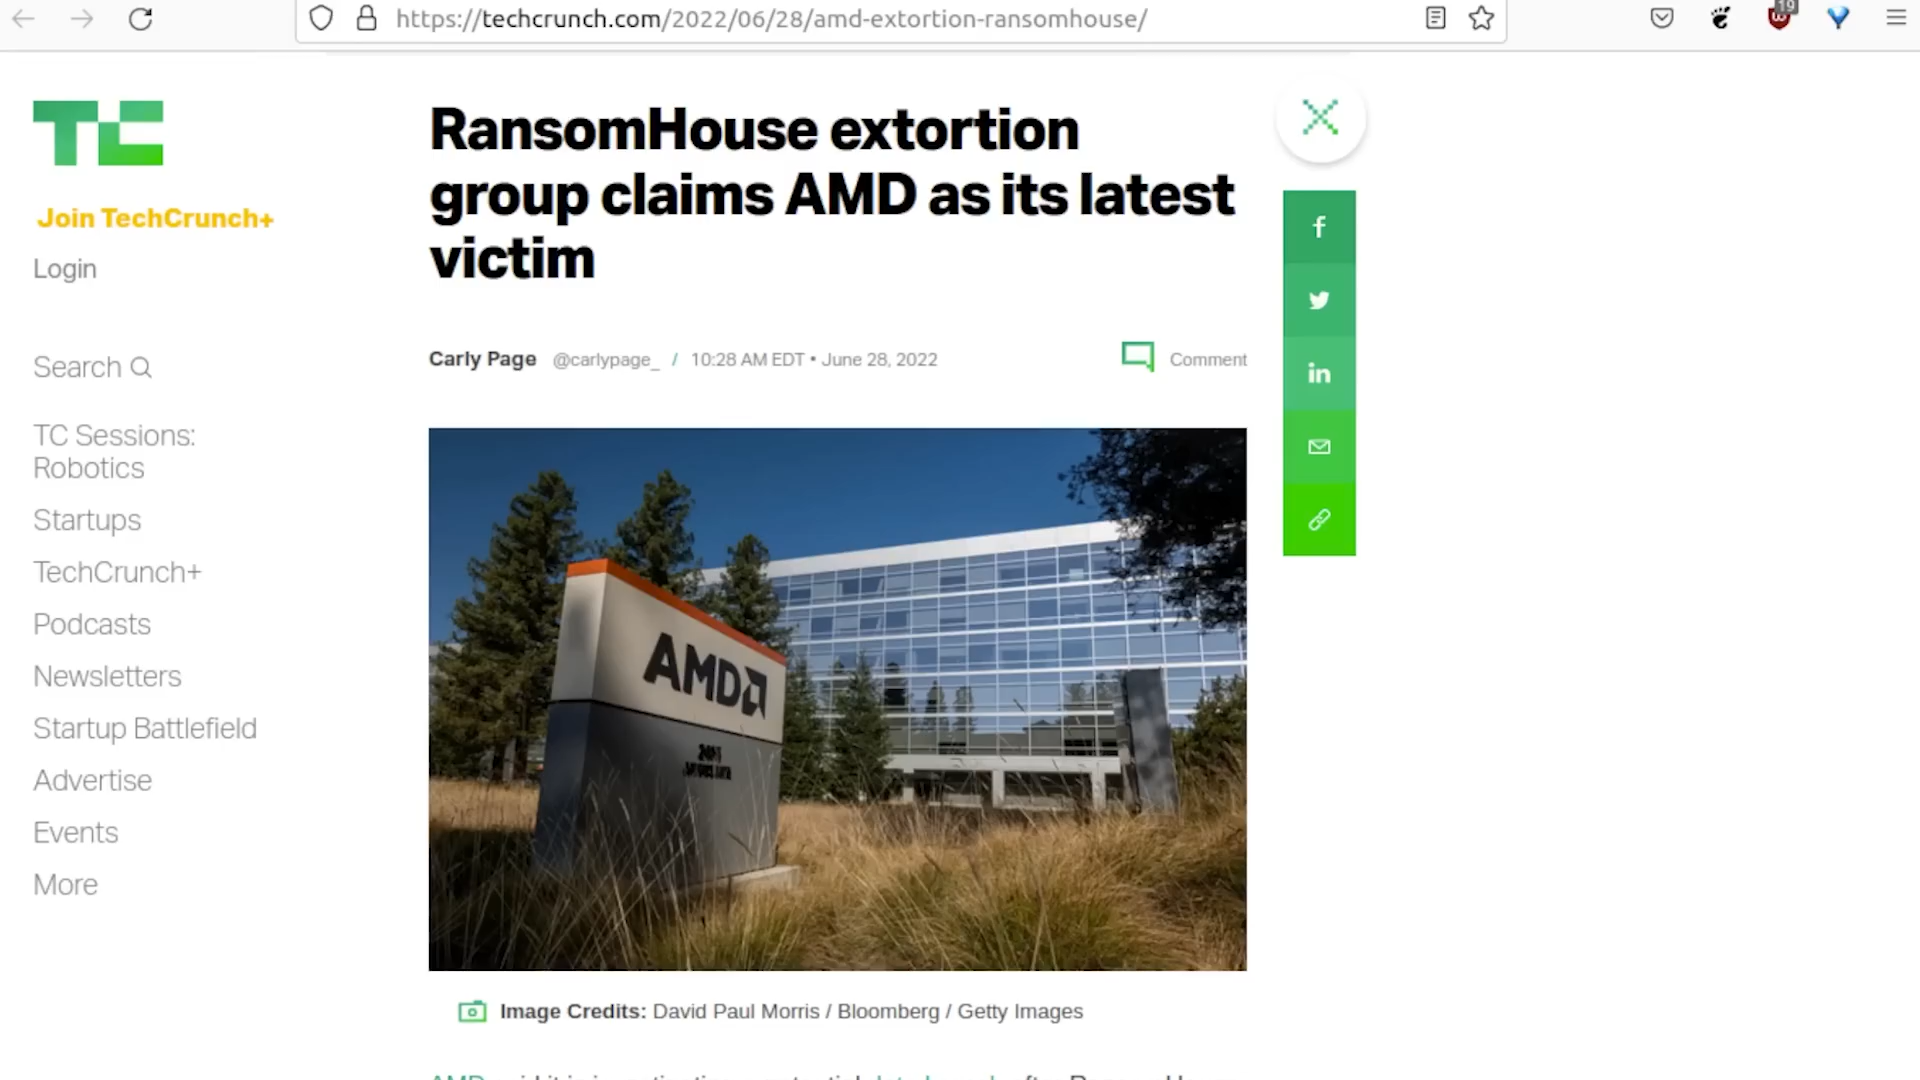 https://techcrunch.com/2022/06/28/amd-extortion-ransomhouse/
19
TC
Join TechCrunch+
Login
Search
TC Sessions:
Robotics
Startups
TechCrunch+
Podcasts
Newsletters
Startup Battlefield
Advertise
Events
More
RansomHouse extortion
group claims AMD as its latest
victim
Carly Page @carlypage_ / 10:28 AM EDT • June 28, 2022
Comment
AMD
Image Credits: David Paul Morris / Bloomberg / Getty Images